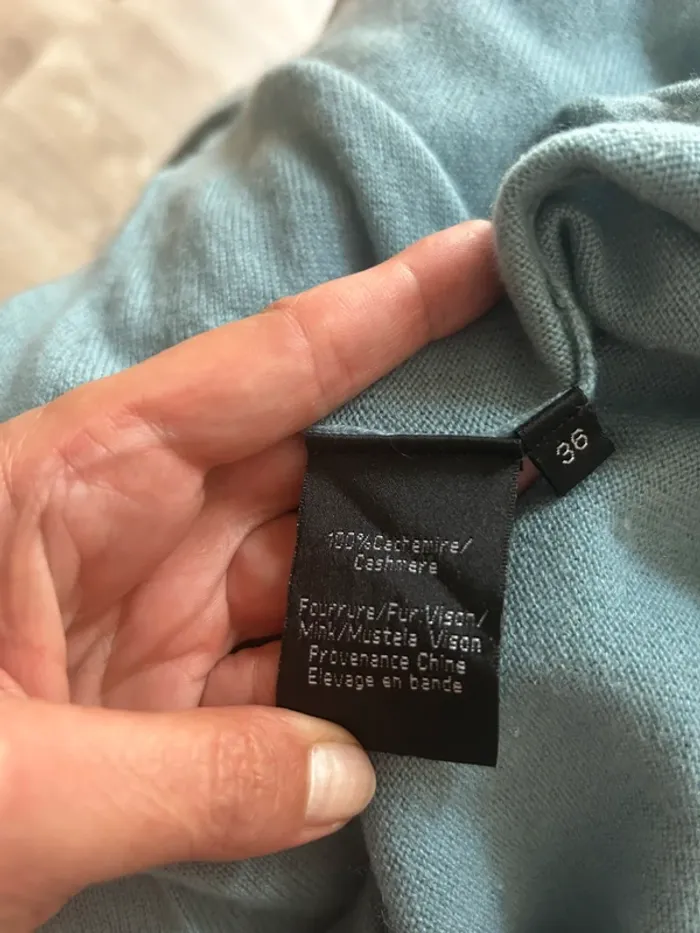 36
100%Cachemire/
Cashmere
Fourrure/Fur:Vison/
Mink/Mustela Vison
Provenance Chine
Elevage en bande